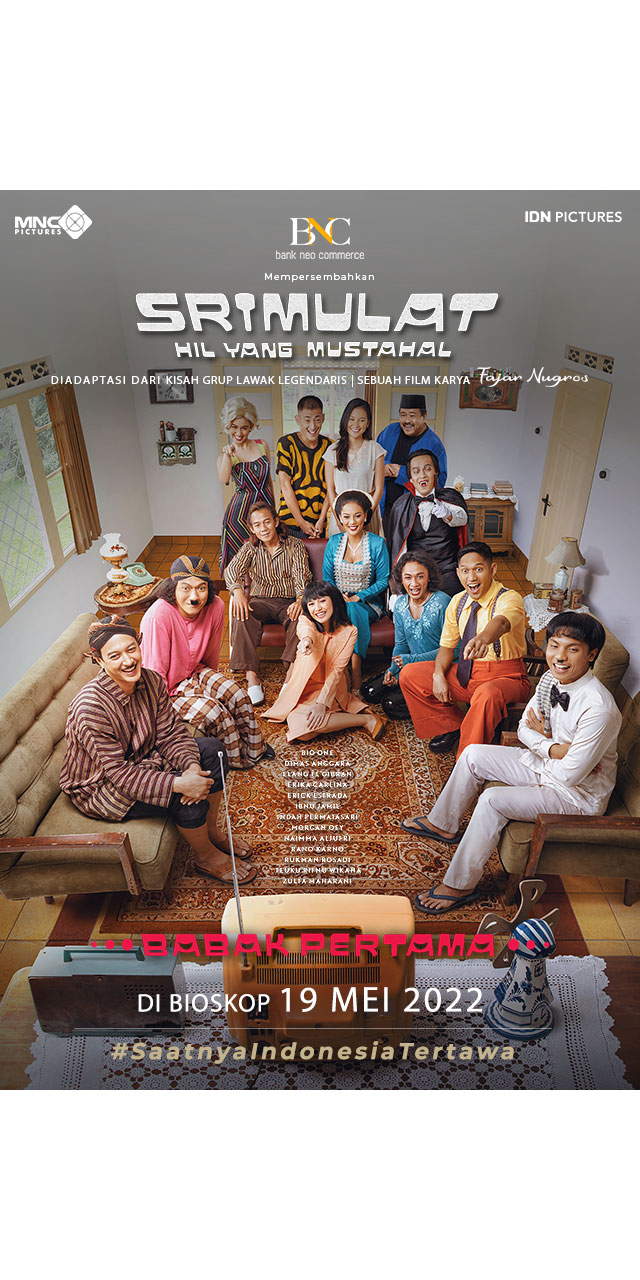 MNC
PICTURES
IDN PICTURES
BNC
bank neo commerce
Mempersembahkan
SRIMULAT
HIL YANG MUSTAHAL
DIADAPTASI DARI KISAH GRUP LAWAK LEGENDARIS | SEBUAH FILM KARYA Fajar Nugros
BIO ONE
DIMAS ANGGARA
ELANG EL GIBRAN
ERIKA CARLINA
ERICK ESTRADA
IBNU JAMIL
INDAH PERMATASARI
MORGAN OEY
NAIMMA ALJUFRI
RANO KARNO
RUKMAN ROSADI
TEUKU RIFNU WIKANA
ZULFA MAHARANI
BABAK PERTAMA
DI BIOSKOP 19 MEI 2022
#SaatnyaIndonesiaTertawa